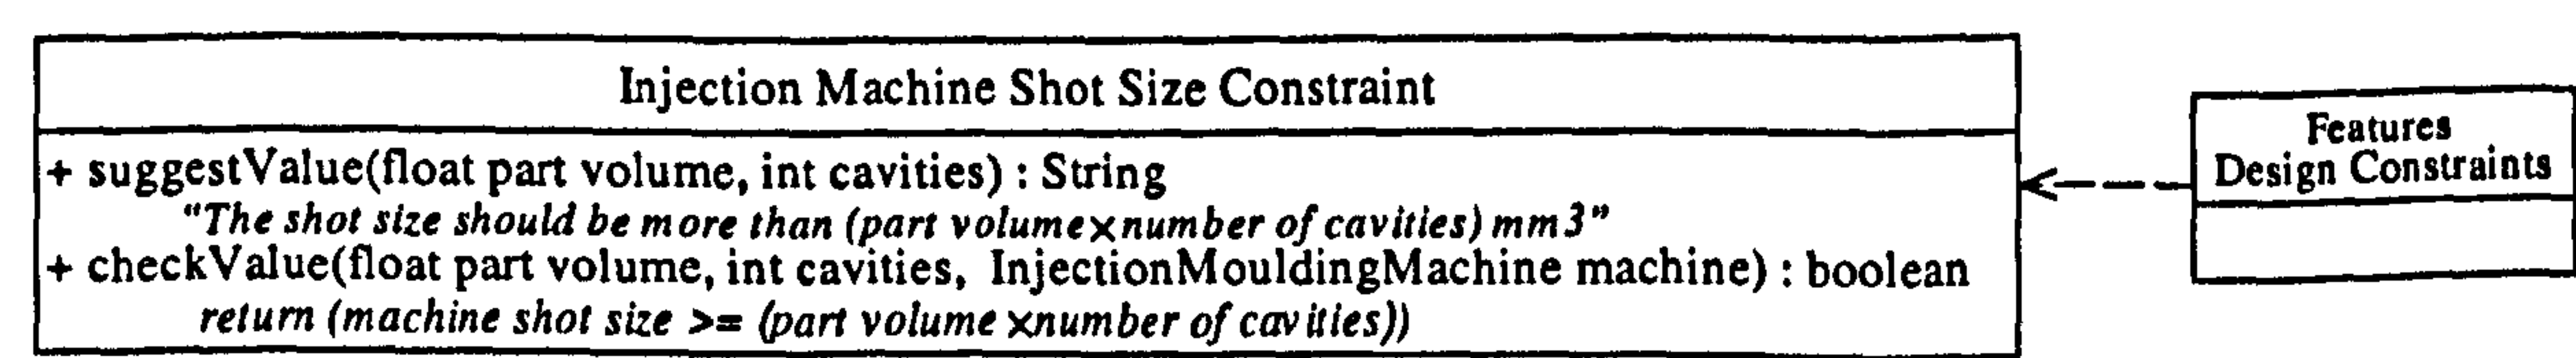 Injection Machine Shot Size Constraint
+ suggestValue(float part volume, int cavities) : String
"The shot size should be more than (part volume×number of cavities) mm3"
+ checkValue(float part volume, int cavities, InjectionMouldingMachine machine) : boolean
return (machine shot size >= (part volume ×number of cavities))
Features
Design Constraints